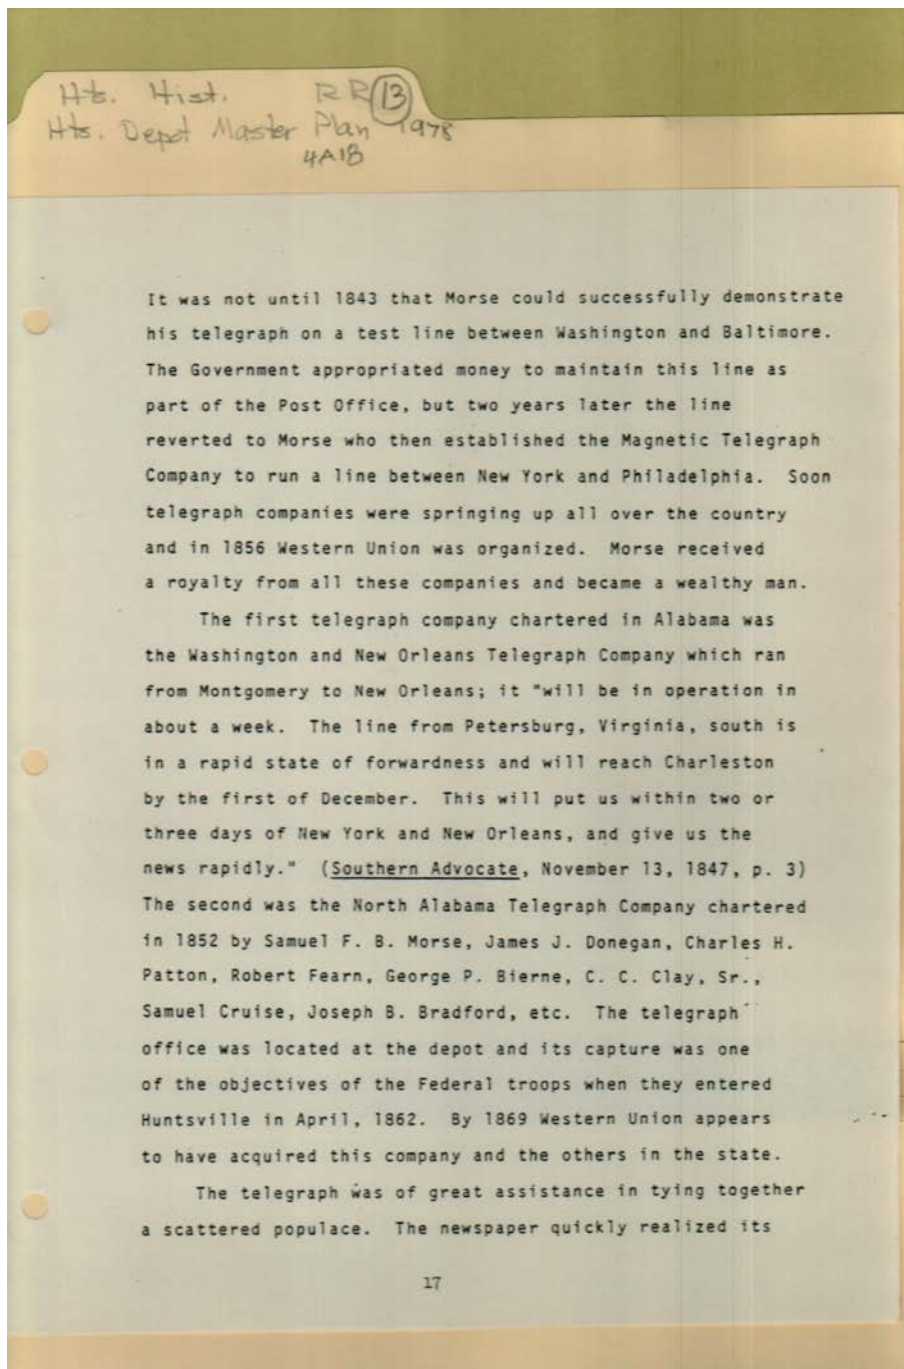 Hts. Hist. RR 13
Hts. Depot Master Plan 1978
4A18
It was not until 1843 that Morse could successfully demonstrate
his telegraph on a test line between Washington and Baltimore.
The Government appropriated money to maintain this line as
part of the Post Office, but two years later the line
reverted to Morse who then established the Magnetic Telegraph
Company to run a line between New York and Philadelphia. Soon
telegraph companies were springing up all over the country
and in 1856 Western Union was organized. Morse received
a royalty from all these companies and became a wealthy man.
The first telegraph company chartered in Alabama was
the Washington and New Orleans Telegraph Company which ran
from Montgomery to New Orleans; it "will be in operation in
about a week. The line from Petersburg, Virginia, south is
in a rapid state of forwardness and will reach Charleston
by the first of December. This will put us within two or
three days of New York and New Orleans, and give us the
news rapidly." (Southern Advocate, November 13, 1847, p. 3)
The second was the North Alabama Telegraph Company chartered
in 1852 by Samuel F. B. Morse, James J. Donegan, Charles H.
Patton, Robert Fearn, George P. Bierne, C. C. Clay, Sr.,
Samuel Cruise, Joseph B. Bradford, etc. The telegraph
office was located at the depot and its capture was one
of the objectives of the Federal troops when they entered
Huntsville in April, 1862. By 1869 Western Union appears
to have acquired this company and the others in the state.
The telegraph was of great assistance in tying together
a scattered populace. The newspaper quickly realized its
17